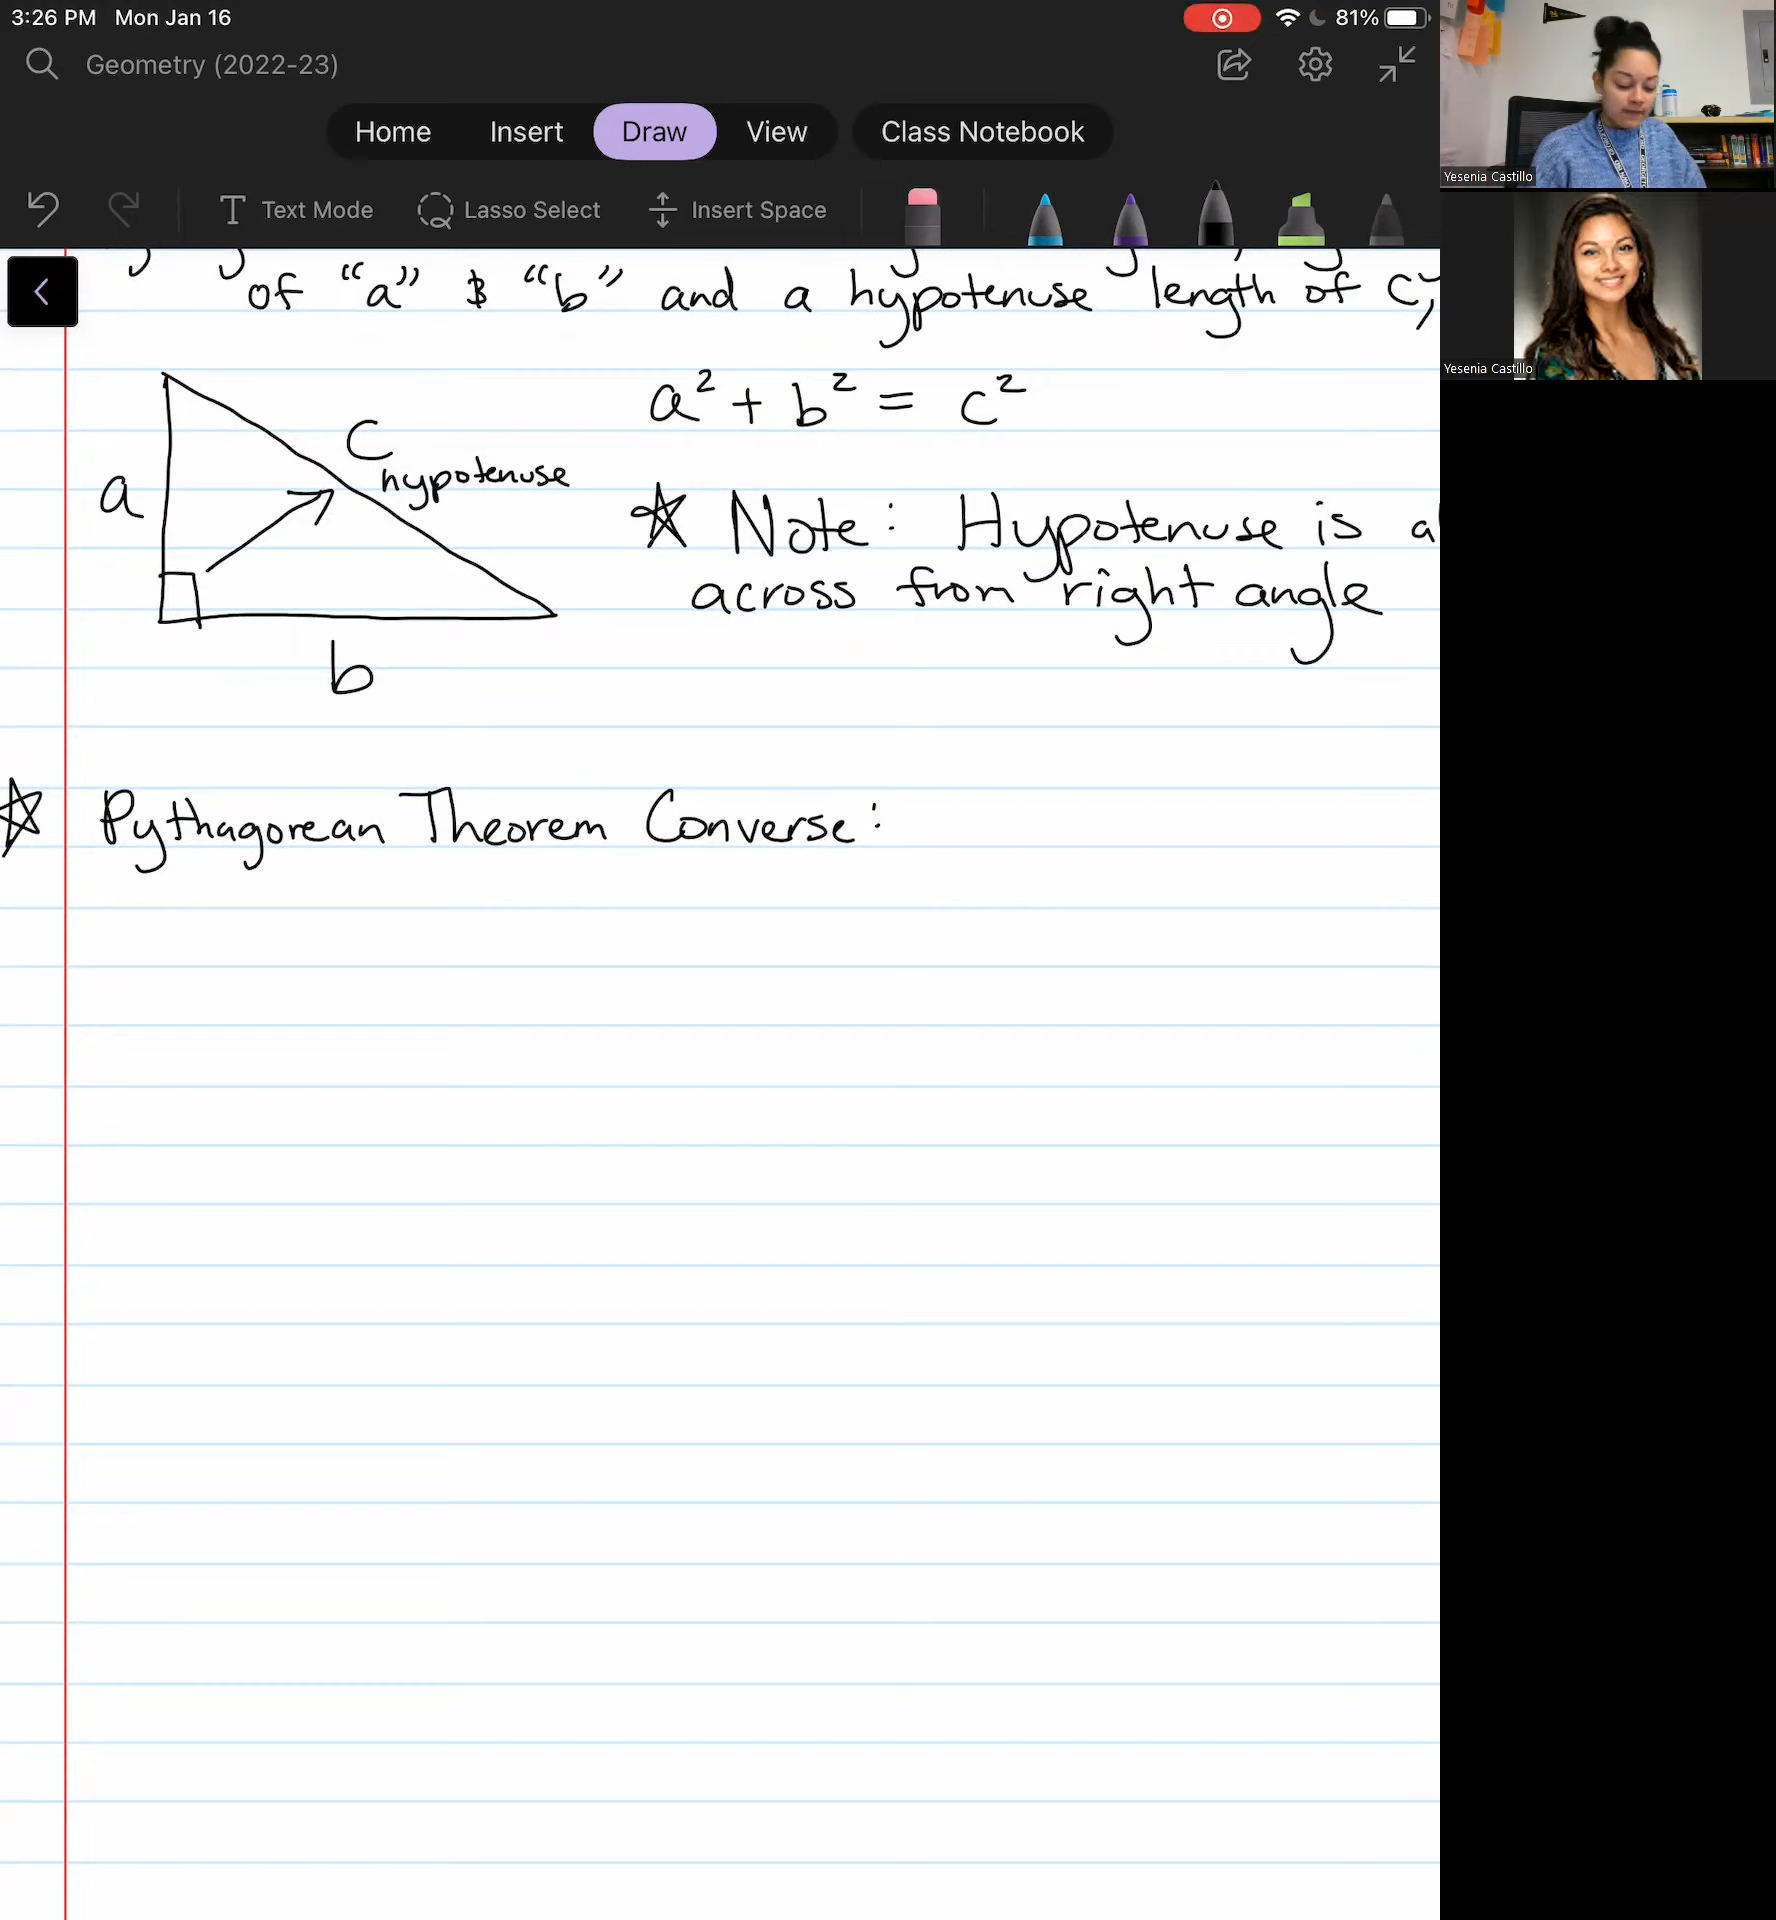 3:26 PM Mon Jan 16
81%
Geometry (2022-23)
Home Insert Draw View Class Notebook
Text Mode Lasso Select Insert Space
Yesenia Castillo
Yesenia Castillo
of “a” & “b” and a hypotenuse length of c,
a² + b² = c²
c
hypotenuse
a
☆ Note: Hypotenuse is
across from right angle
b
☆ Pythagorean Theorem Converse: